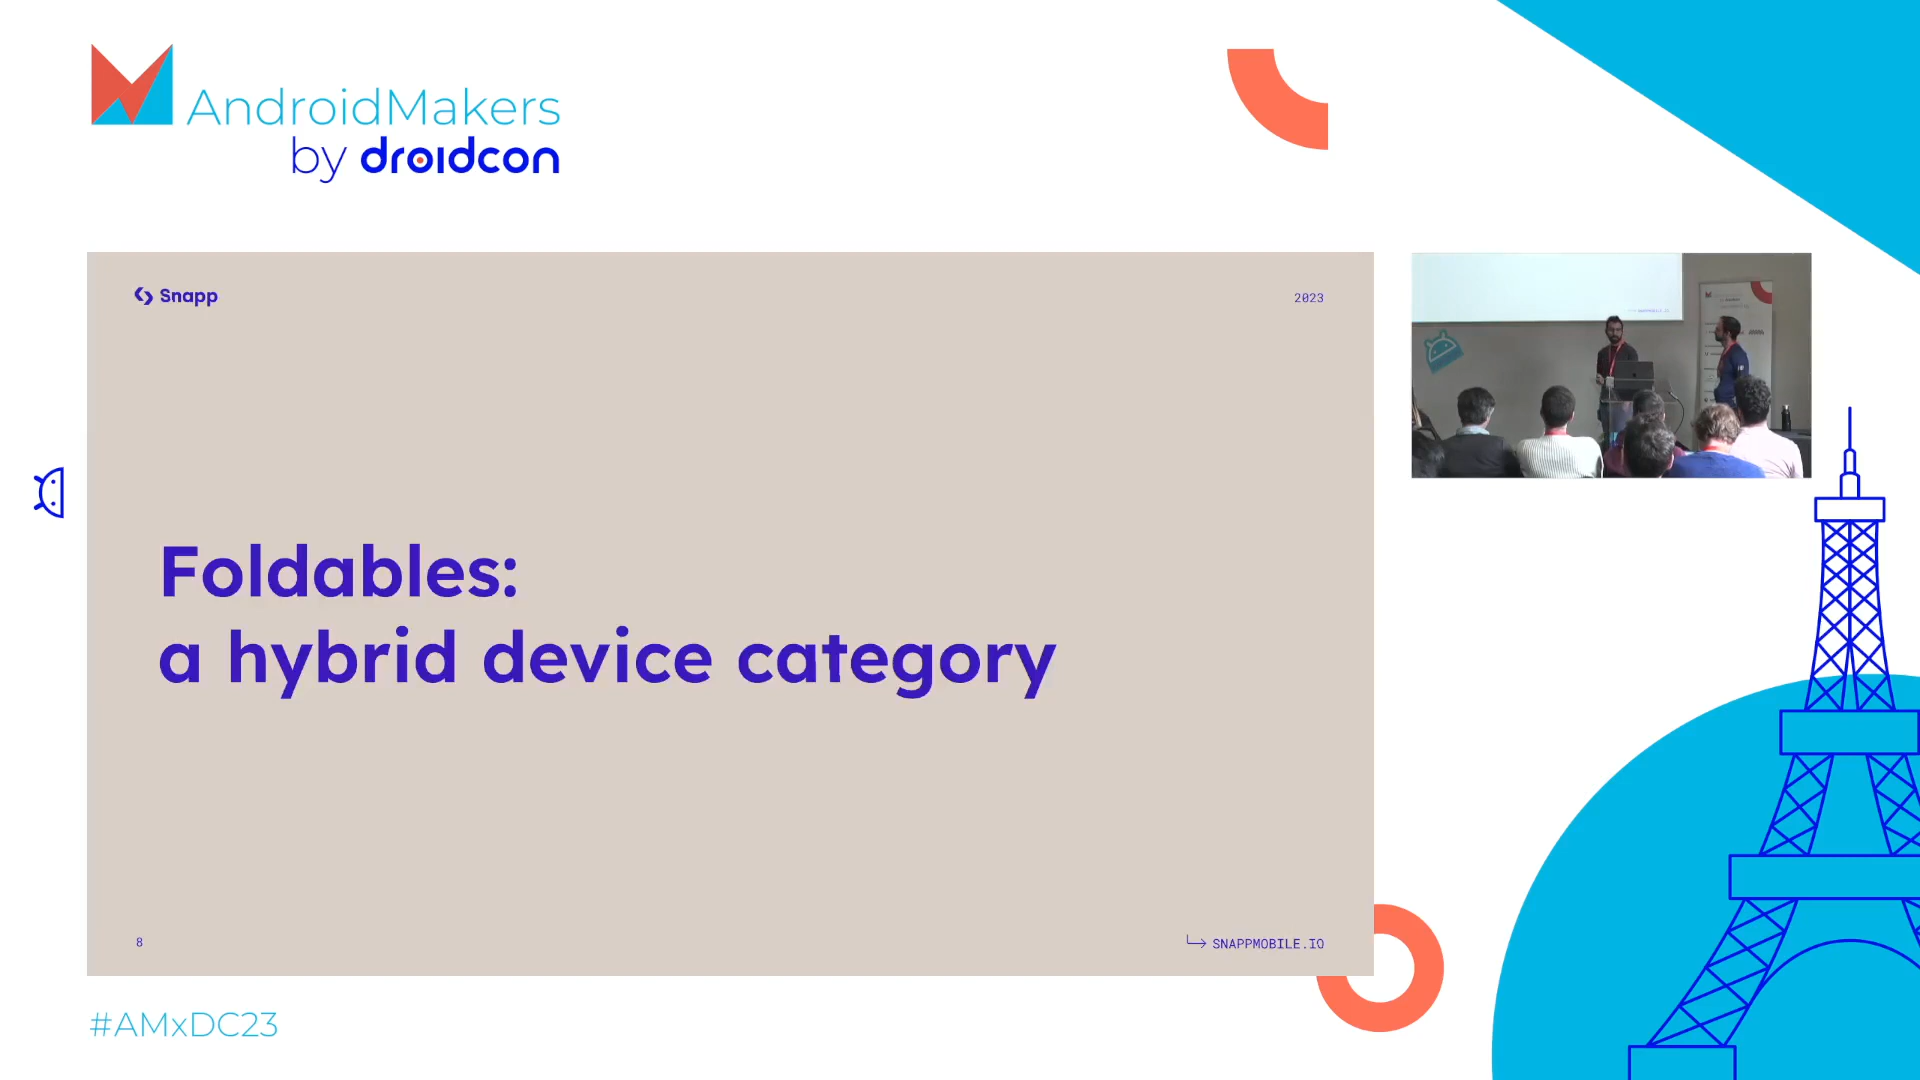 AndroidMakers
by droidcon
Snapp
2023
Foldables:
a hybrid device category
8
SNAPPMOBILE.IO
#AMxDC23